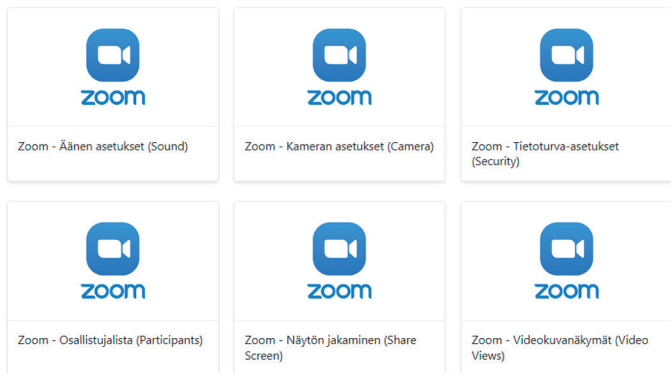 zoom
zoom
zoom
Zoom - Äänen asetukset (Sound)
Zoom - Kameran asetukset (Camera)
Zoom - Tietoturva-asetukset
(Security)
zoom
zoom
zoom
Zoom - Osallistujalista (Participants)
Zoom - Näytön jakaminen (Share
Screen)
Zoom - Videokuvanäkymät (Video
Views)